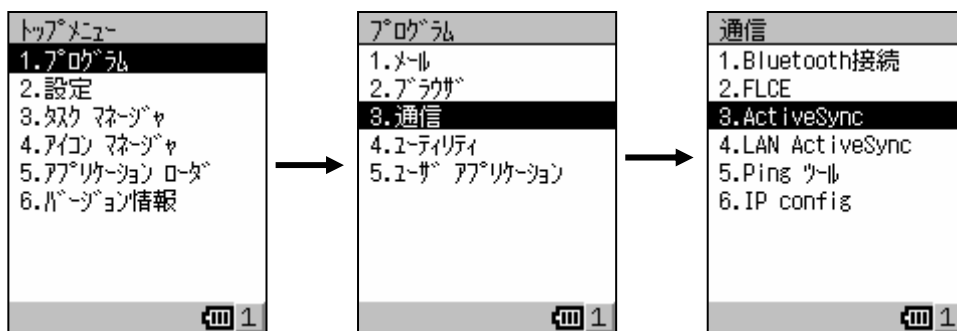 ﾄｯﾌﾟﾒﾆｭｰ
1.ﾌﾟﾛｸﾞﾗﾑ
2.設定
3.ﾀｽｸ ﾏﾈｰｼﾞｬ
4.ｱｲｺﾝ ﾏﾈｰｼﾞｬ
5.ｱﾌﾟﾘｹｰｼｮﾝ ﾛｰﾀﾞ
6.ﾊﾞｰｼﾞｮﾝ情報
1
ﾌﾟﾛｸﾞﾗﾑ
1.ﾒｰﾙ
2.ﾌﾞﾗｳｻﾞ
3.通信
4.ﾕｰﾃｨﾘﾃｨ
5.ﾕｰｻﾞ ｱﾌﾟﾘｹｰｼｮﾝ
1
通信
1.Bluetooth接続
2.FLCE
3.ActiveSync
4.LAN ActiveSync
5.Ping ﾂｰﾙ
6.IP config
1